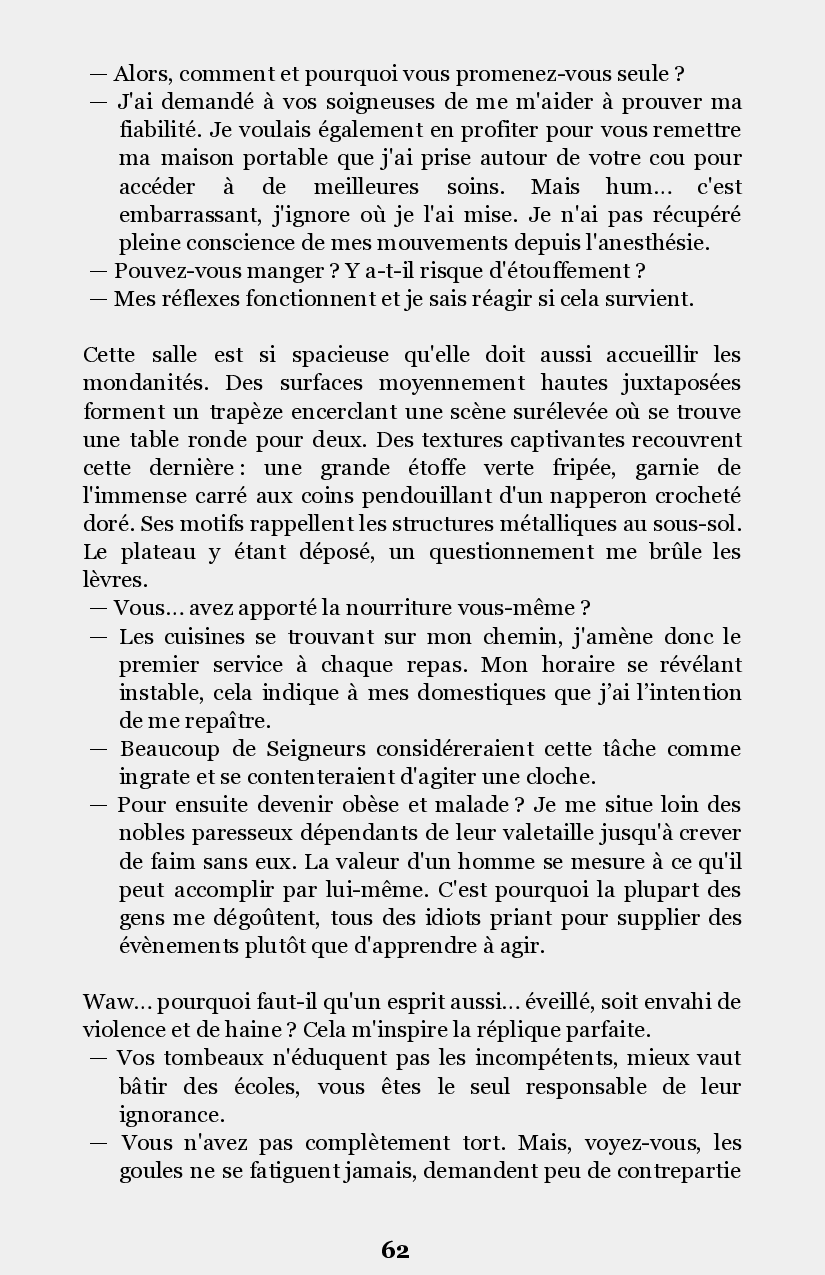 — Alors, comment et pourquoi vous promenez-vous seule ?
— J'ai demandé à vos soigneuses de me m'aider à prouver ma
fiabilité. Je voulais également en profiter pour vous remettre
ma maison portable que j'ai prise autour de votre cou pour
accéder à de meilleures soins. Mais hum... c'est
embarrassant, j'ignore où je l'ai mise. Je n'ai pas récupéré
pleine conscience de mes mouvements depuis l'anesthésie.
— Pouvez-vous manger ? Y a-t-il risque d'étouffement ?
— Mes réflexes fonctionnent et je sais réagir si cela survient.
Cette salle est si spacieuse qu'elle doit aussi accueillir les
mondanités. Des surfaces moyennement hautes juxtaposées
forment un trapèze encerclant une scène surélevée où se trouve
une table ronde pour deux. Des textures captivantes recouvrent
cette dernière : une grande étoffe verte fripée, garnie de
l'immense carré aux coins pendouillant d'un napperon crocheté
doré. Ses motifs rappellent les structures métalliques au sous-sol.
Le plateau y étant déposé, un questionnement me brûle les
lèvres.
— Vous... avez apporté la nourriture vous-même ?
— Les cuisines se trouvant sur mon chemin, j'amène donc le
premier service à chaque repas. Mon horaire se révélant
instable, cela indique à mes domestiques que j’ai l’intention
de me repaître.
— Beaucoup de Seigneurs considéreraient cette tâche comme
ingrate et se contenteraient d'agiter une cloche.
— Pour ensuite devenir obèse et malade ? Je me situe loin des
nobles paresseux dépendants de leur valetaille jusqu'à crever
de faim sans eux. La valeur d'un homme se mesure à ce qu'il
peut accomplir par lui-même. C'est pourquoi la plupart des
gens me dégoûtent, tous des idiots priant pour supplier des
évènements plutôt que d'apprendre à agir.
Waw... pourquoi faut-il qu'un esprit aussi... éveillé, soit envahi de
violence et de haine ? Cela m'inspire la réplique parfaite.
— Vos tombeaux n'éduquent pas les incompétents, mieux vaut
bâtir des écoles, vous êtes le seul responsable de leur
ignorance.
— Vous n'avez pas complètement tort. Mais, voyez-vous, les
goules ne se fatiguent jamais, demandent peu de contrepartie
62